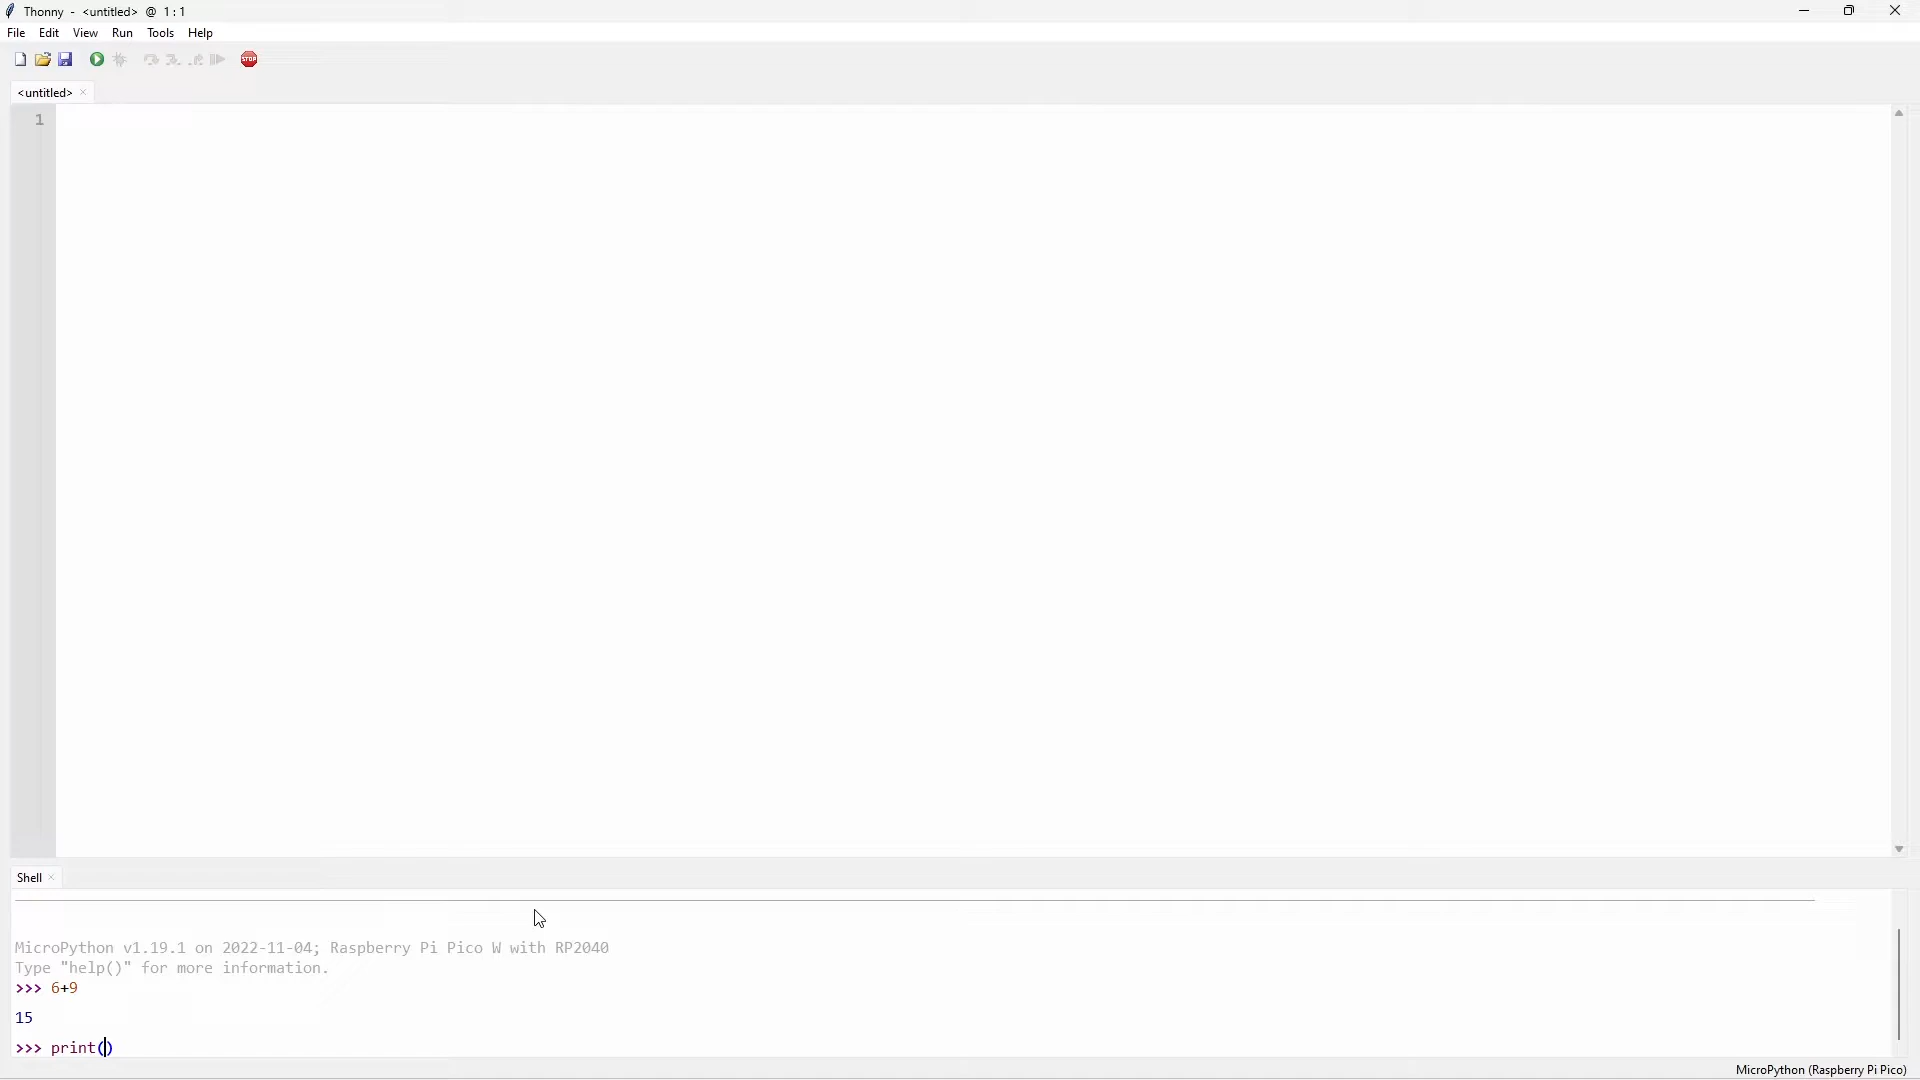 Thonny - <untitled> @ 1:1
File Edit View Run Tools Help
STOP
<untitled> ×
1
Shell ×
MicroPython v1.19.1 on 2022-11-04; Raspberry Pi Pico W with RP2040
Type "help()" for more information.
>>> 6+9
15
>>> print()
MicroPython (Raspberry Pi Pico)